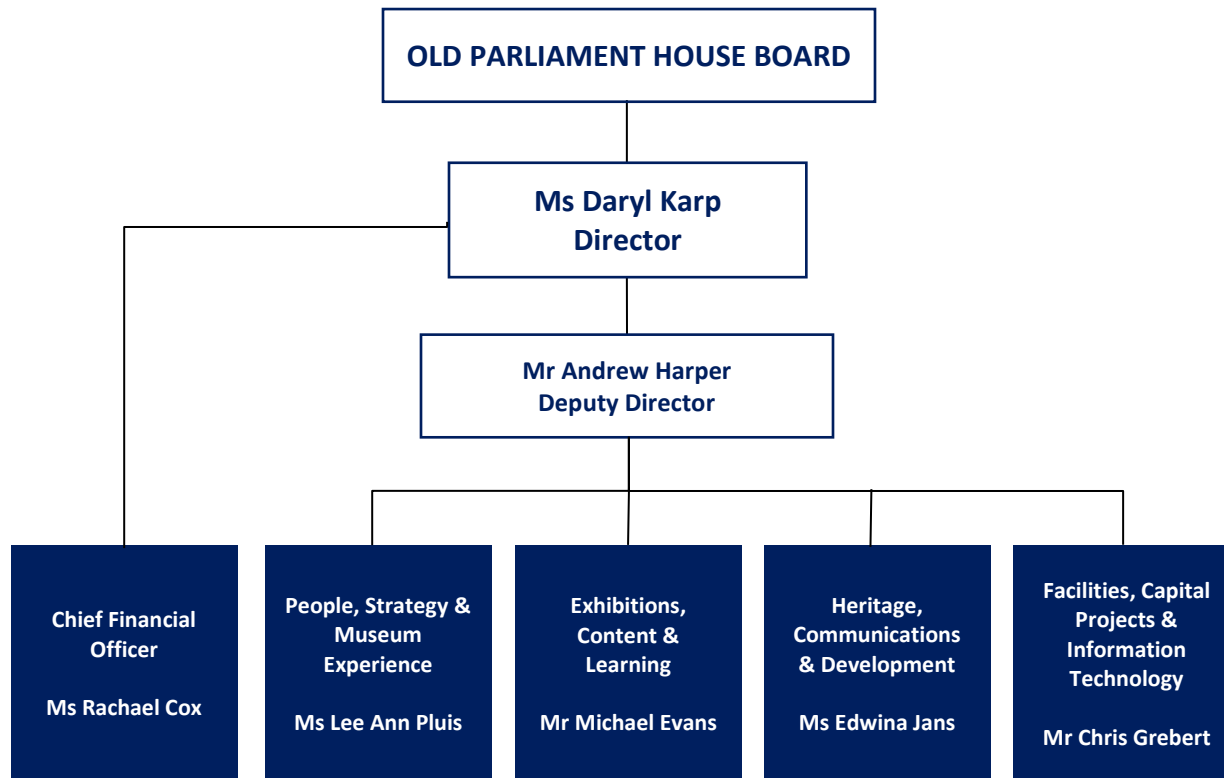 OLD PARLIAMENT HOUSE BOARD
Ms Daryl Karp
Director
Mr Andrew Harper
Deputy Director
Chief Financial
Officer
Ms Rachael Cox
People, Strategy &
Museum
Experience
Ms Lee Ann Pluis
Exhibitions,
Content &
Learning
Mr Michael Evans
Heritage,
Communications
& Development
Ms Edwina Jans
Facilities, Capital
Projects &
Information
Technology
Mr Chris Grebert